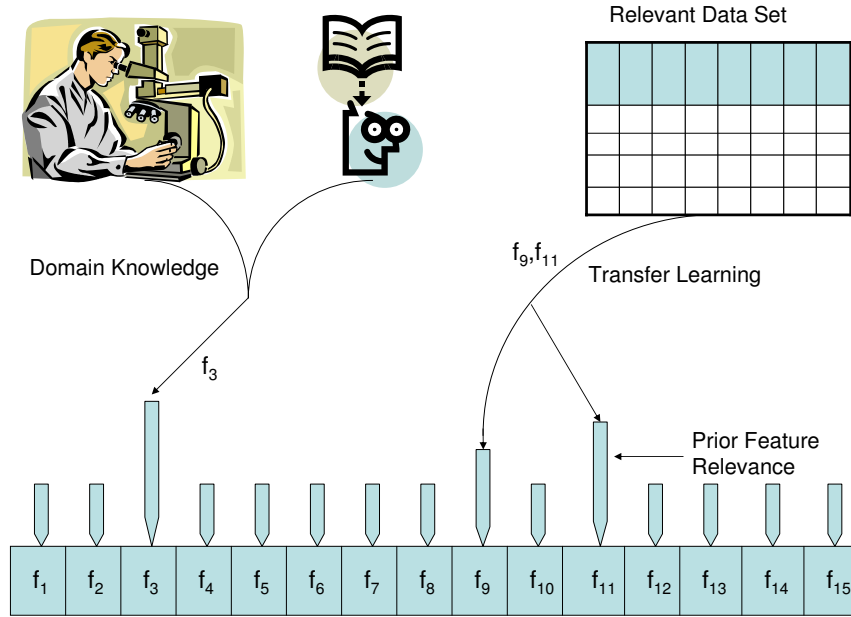 Relevant Data Set
Domain Knowledge
f9,f11
Transfer Learning
f3
Prior Feature
Relevance
f1 f2 f3 f4 f5 f6 f7 f8 f9 f10 f11 f12 f13 f14 f15